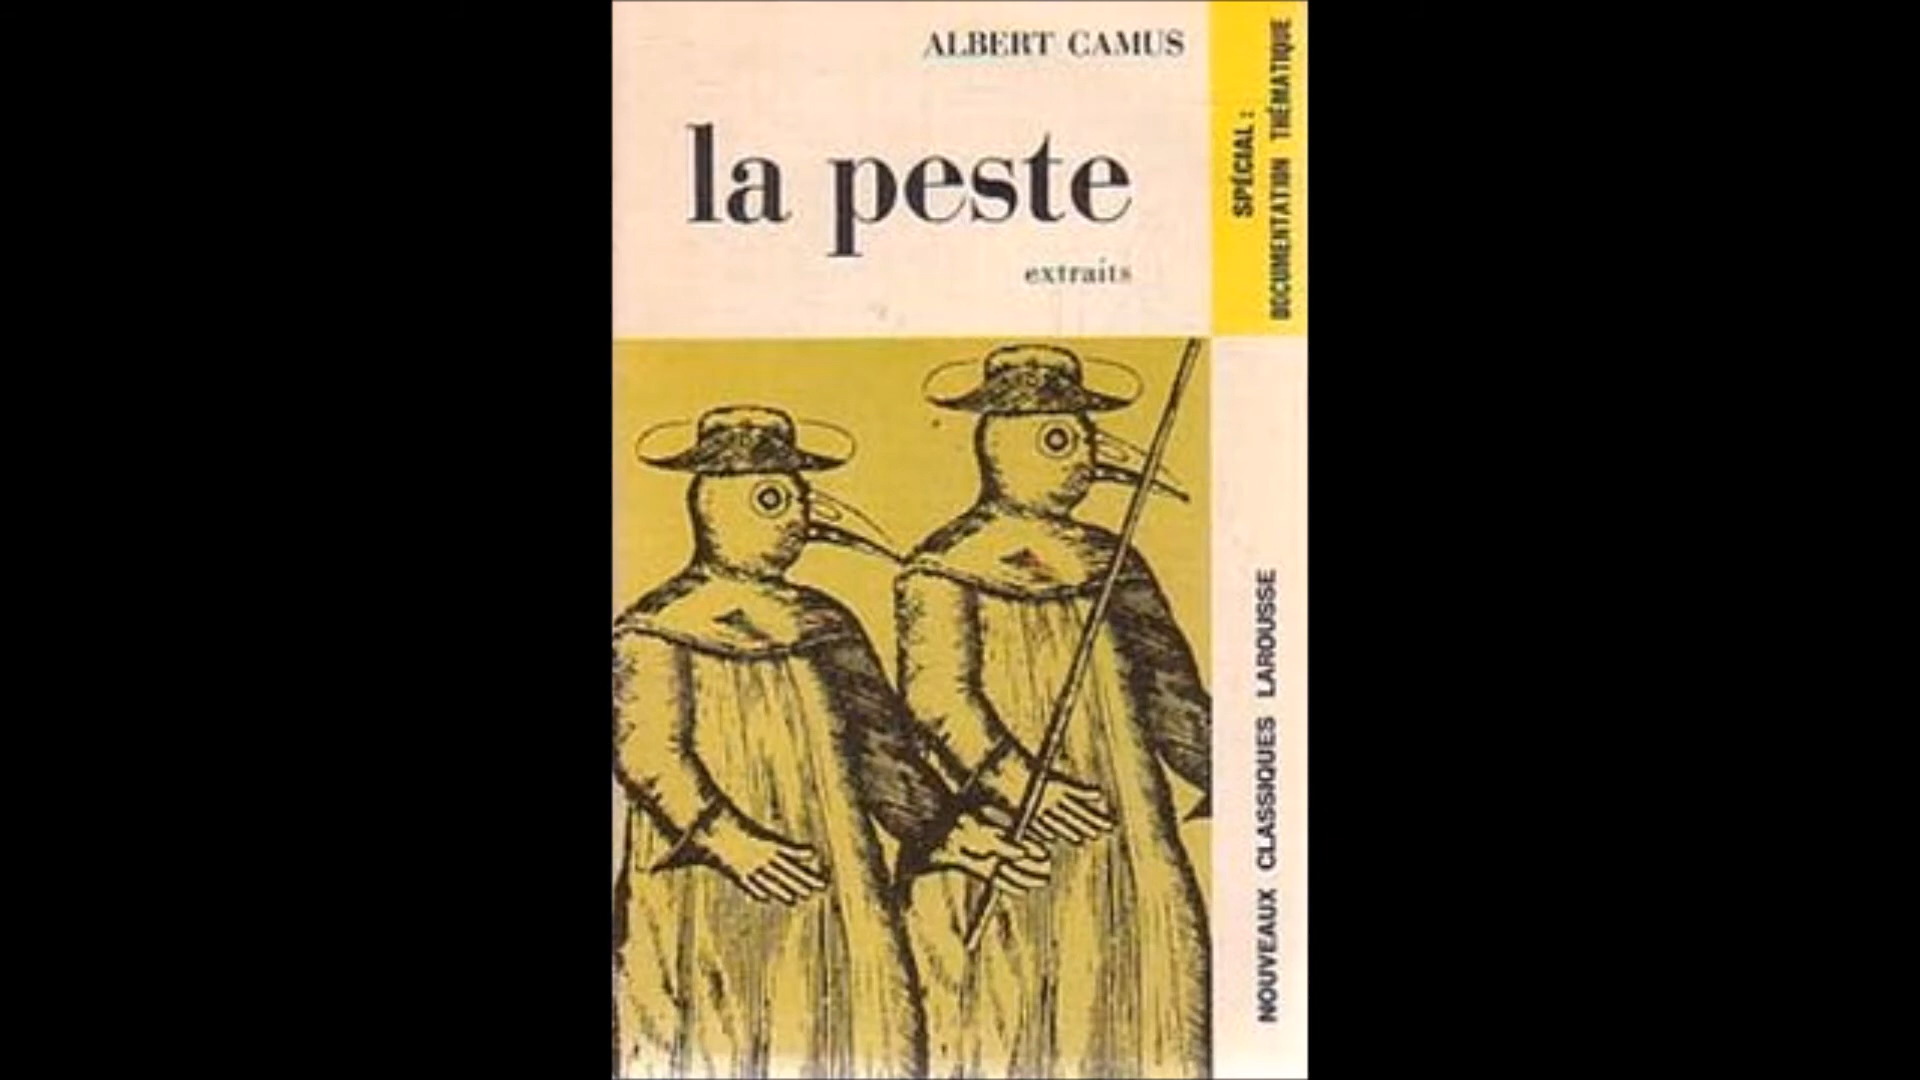 ALBERT CAMUS
la peste
extraits
SPÉCIAL :
DOCUMENTATION THÉMATIQUE
NOUVEAUX CLASSIQUES LAROUSSE